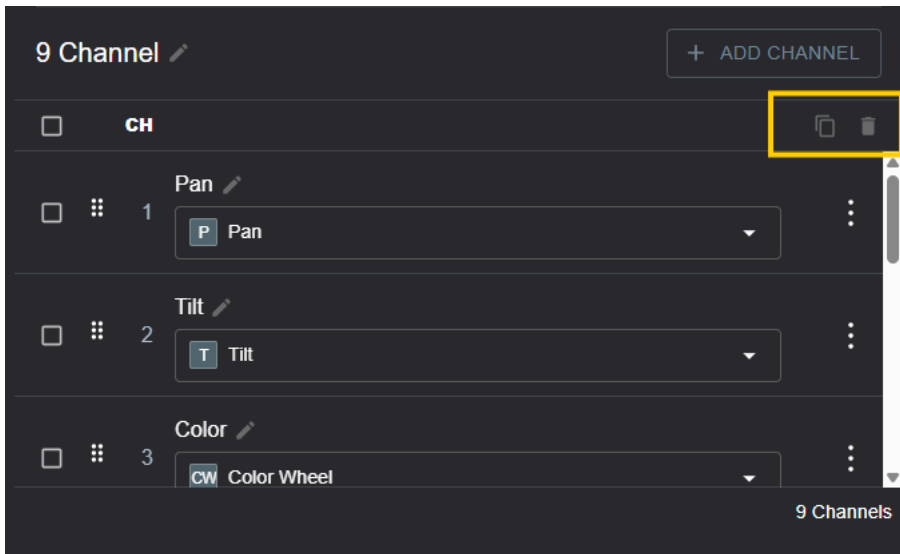 9 Channel
+ ADD CHANNEL
CH
Pan
1
P Pan
Tilt
2
T Tilt
Color
3
CW Color Wheel
9 Channels